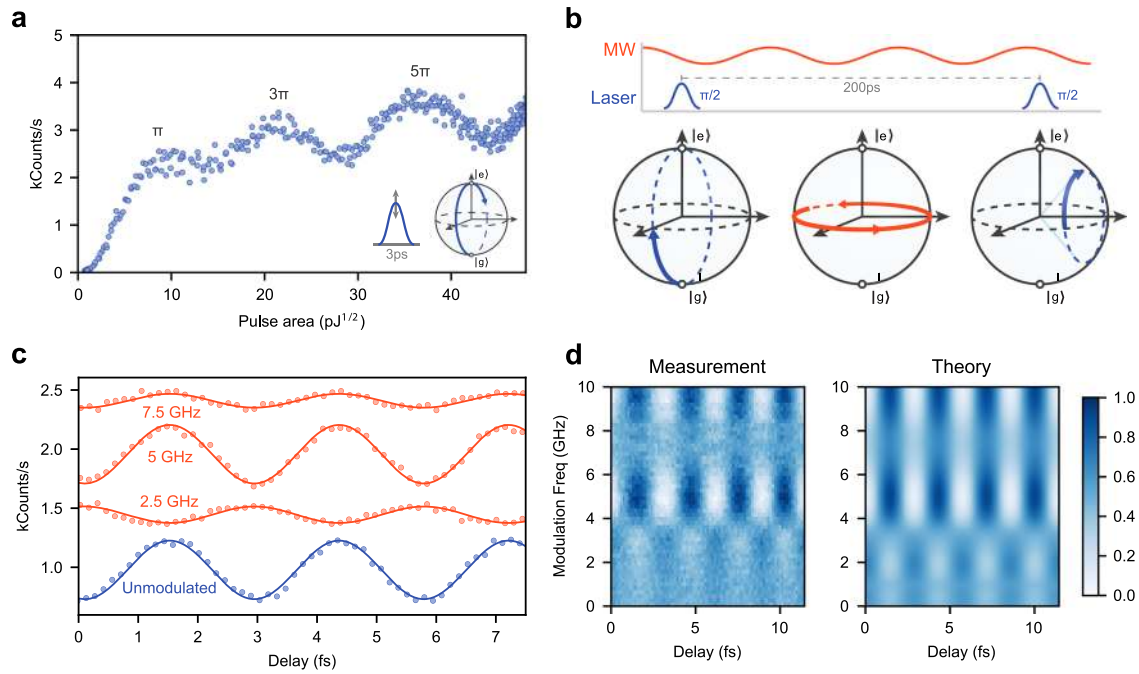 a
5
4
3
2
1
0
kCounts/s
π
3π
5π
|e⟩
|g⟩
3ps
0
10
20
30
40
Pulse area (pJ1/2)
b
MW
Laser
π/2
200ps
π/2
|e⟩
|e⟩
|e⟩
|g⟩
|g⟩
|g⟩
c
2.5
2.0
1.5
1.0
kCounts/s
7.5 GHz
5 GHz
2.5 GHz
Unmodulated
0
1
2
3
4
5
6
7
Delay (fs)
d
Measurement
Theory
10
8
6
4
2
0
Modulation Freq (GHz)
0
5
10
Delay (fs)
10
8
6
4
2
0
0
5
10
Delay (fs)
1.0
0.8
0.6
0.4
0.2
0.0